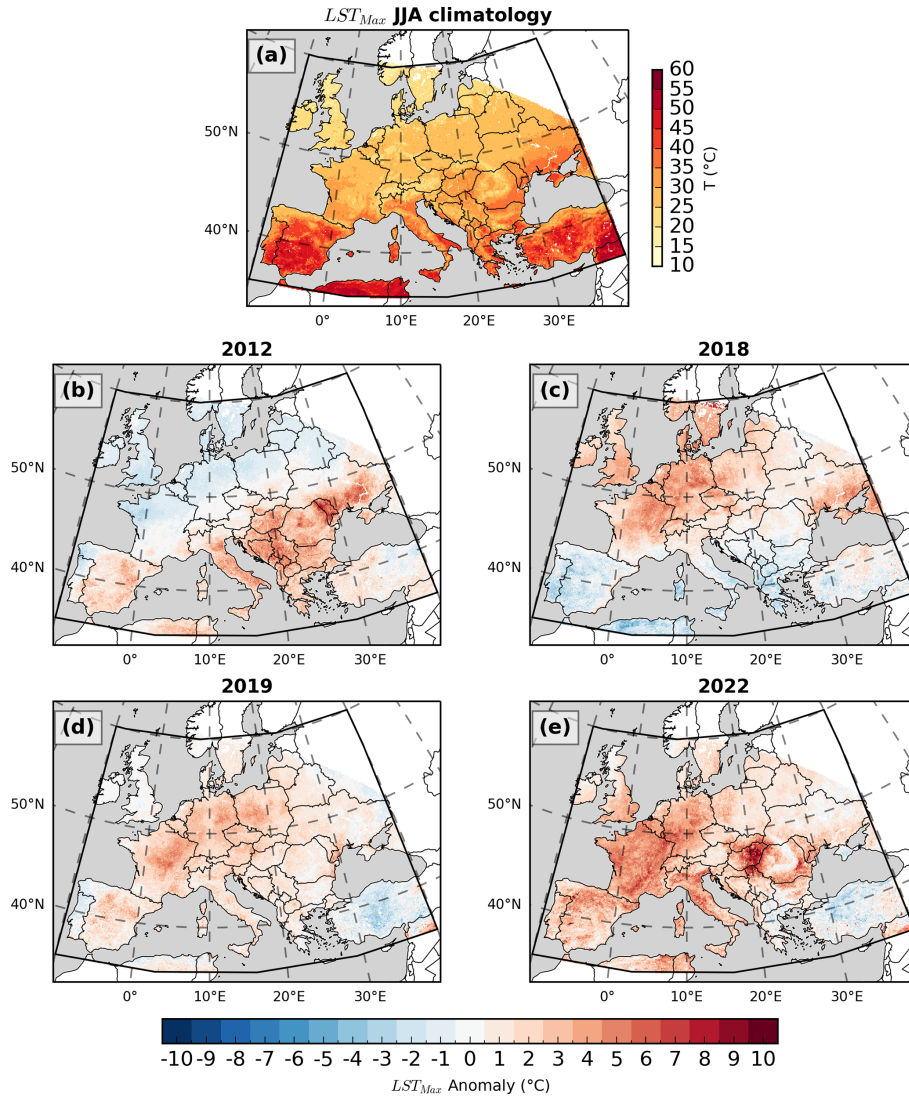 LST_Max JJA climatology
(a)
60
55
50
45
40
35
30
25
20
15
10
T (°C)
50°N
40°N
0° 10°E 20°E 30°E
2012 2018
(b) (c)
50°N 50°N
40°N 40°N
0° 10°E 20°E 30°E 0° 10°E 20°E 30°E
2019 2022
(d) (e)
50°N 50°N
40°N 40°N
0° 10°E 20°E 30°E 0° 10°E 20°E 30°E
-10 -9 -8 -7 -6 -5 -4 -3 -2 -1 0 1 2 3 4 5 6 7 8 9 10
LST_Max Anomaly (°C)